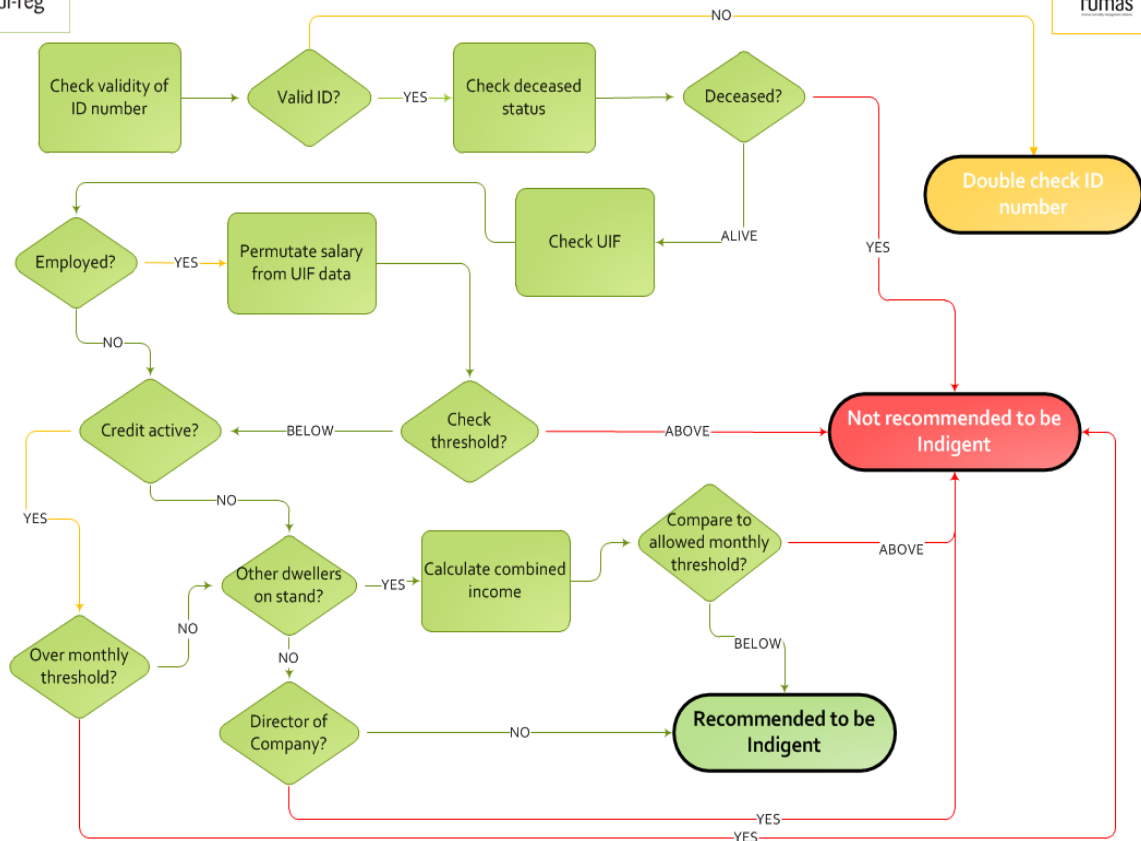 NO
rumas
Check validity of
ID number
Valid ID?
YES
Check deceased
status
Deceased?
Double check ID
number
Check UIF
ALIVE
YES
Employed?
YES
Permutate salary
from UIF data
NO
Credit active?
BELOW
Check
threshold?
ABOVE
Not recommended to be
Indigent
YES
NO
Other dwellers
on stand?
YES
Calculate combined
income
Compare to
allowed monthly
threshold?
ABOVE
BELOW
Over monthly
threshold?
NO
NO
Director of
Company?
NO
Recommended to be
Indigent
YES
YES